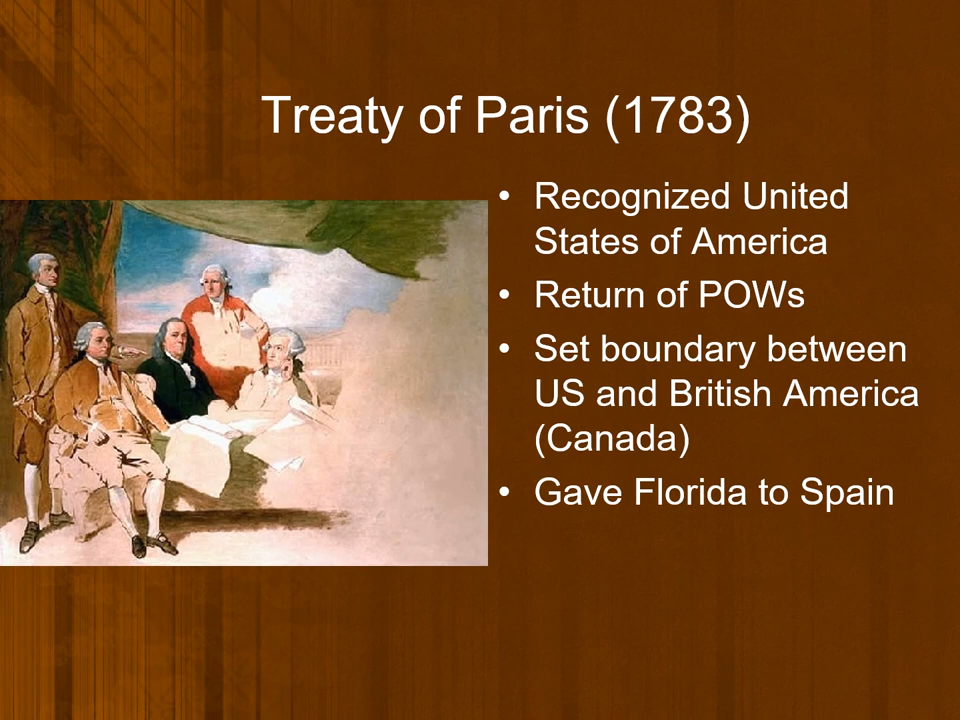 Treaty of Paris (1783)
• Recognized United
States of America
• Return of POWs
• Set boundary between
US and British America
(Canada)
• Gave Florida to Spain